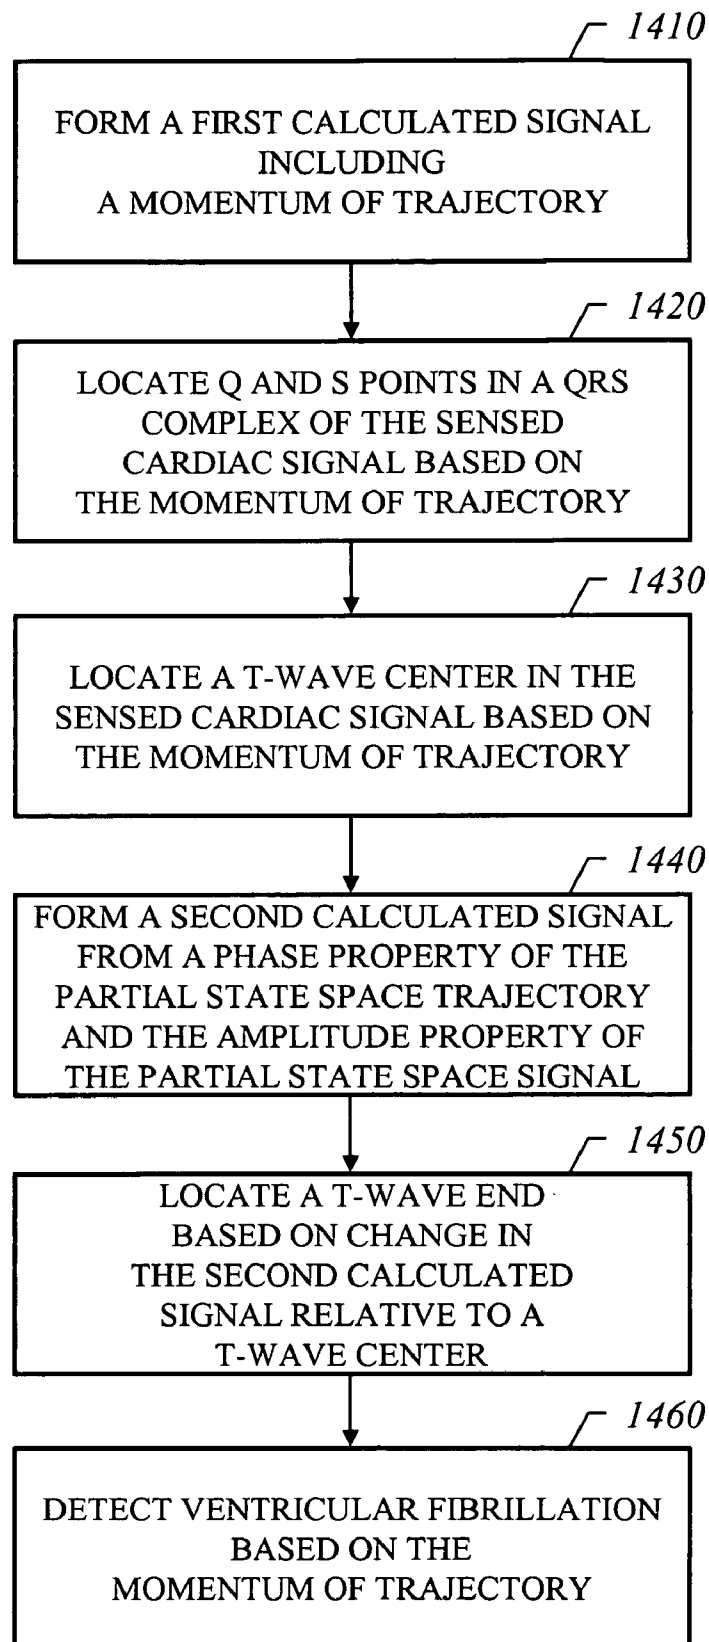 1410
FORM A FIRST CALCULATED SIGNAL
INCLUDING
A MOMENTUM OF TRAJECTORY
1420
LOCATE Q AND S POINTS IN A QRS
COMPLEX OF THE SENSED
CARDIAC SIGNAL BASED ON
THE MOMENTUM OF TRAJECTORY
1430
LOCATE A T-WAVE CENTER IN THE
SENSED CARDIAC SIGNAL BASED ON
THE MOMENTUM OF TRAJECTORY
1440
FORM A SECOND CALCULATED SIGNAL
FROM A PHASE PROPERTY OF THE
PARTIAL STATE SPACE TRAJECTORY
AND THE AMPLITUDE PROPERTY OF
THE PARTIAL STATE SPACE SIGNAL
1450
LOCATE A T-WAVE END
BASED ON CHANGE IN
THE SECOND CALCULATED
SIGNAL RELATIVE TO A
T-WAVE CENTER
1460
DETECT VENTRICULAR FIBRILLATION
BASED ON THE
MOMENTUM OF TRAJECTORY